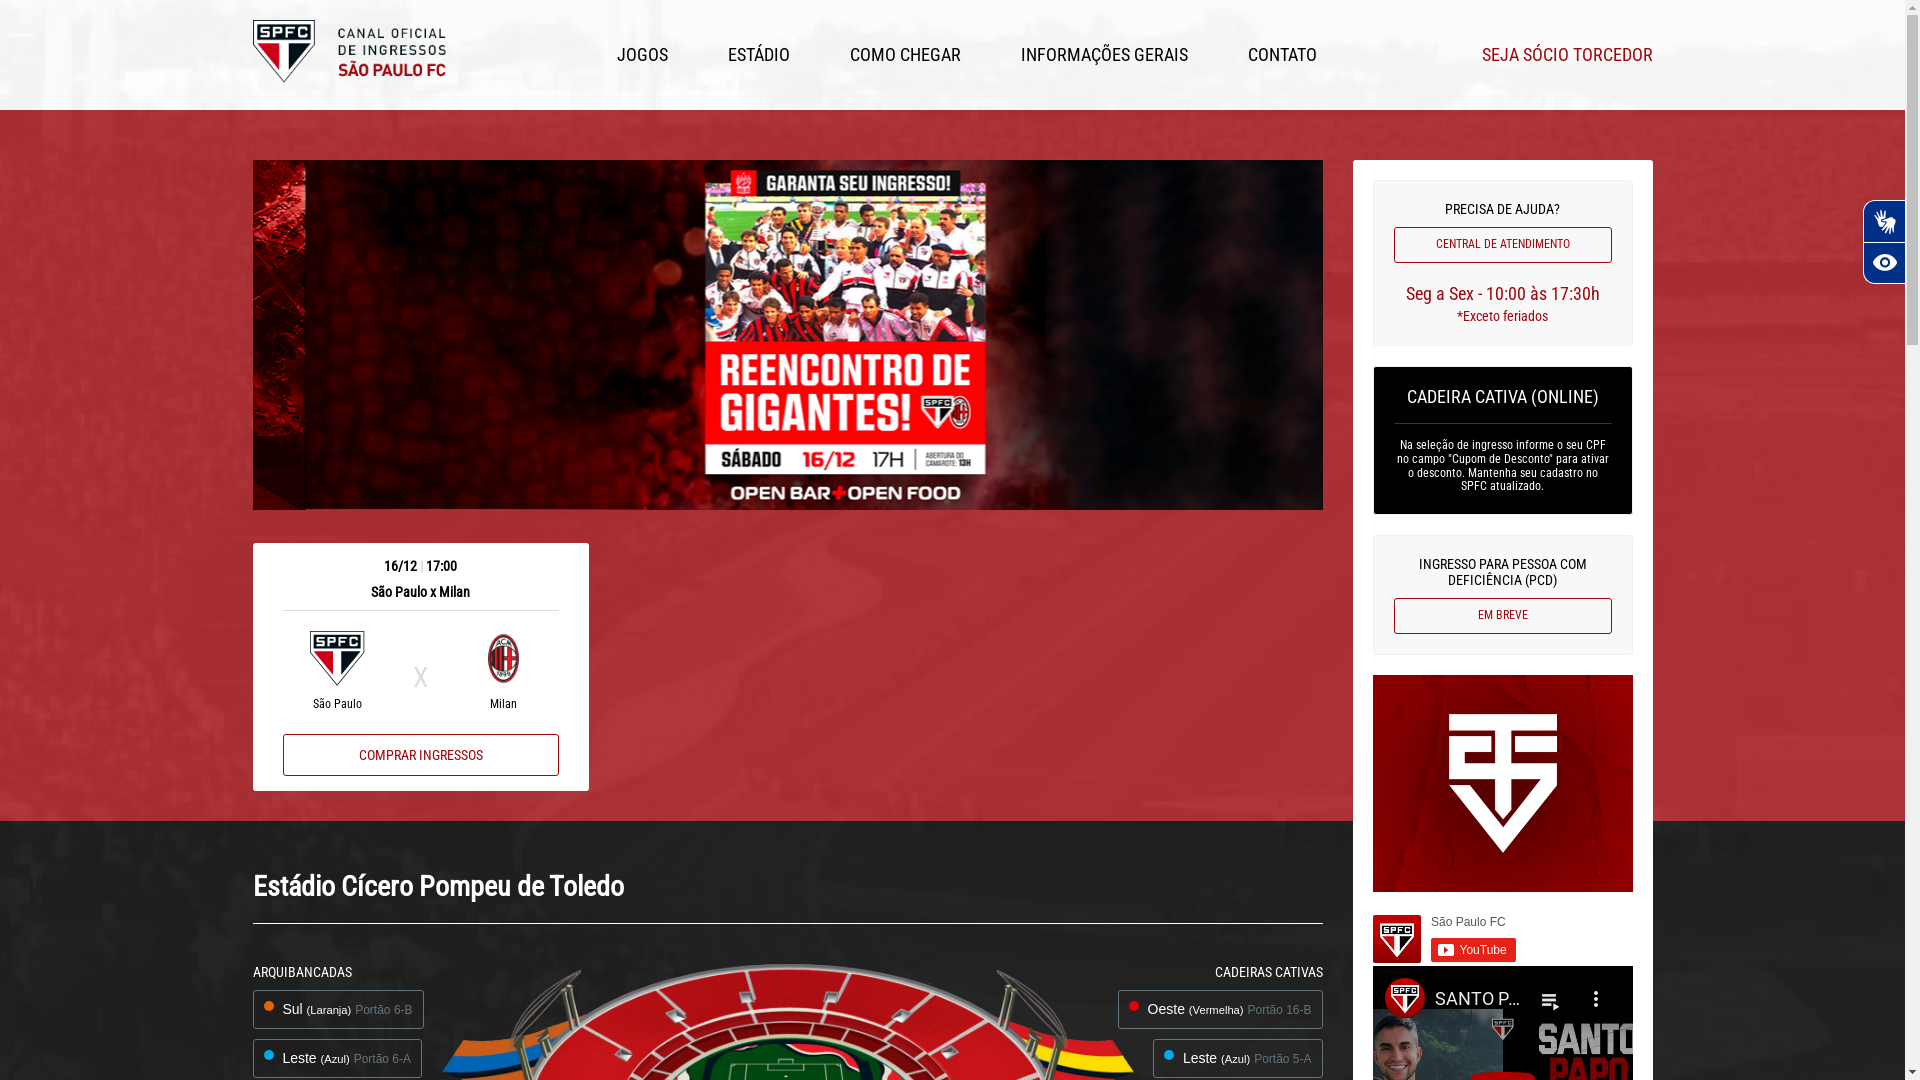 SPFC
CANAL OFICIAL
DE INGRESSOS
SÃO PAULO FC
JOGOS
ESTÁDIO
COMO CHEGAR
INFORMAÇÕES GERAIS
CONTATO
SEJA SÓCIO TORCEDOR
GARANTA SEU INGRESSO!
REENCONTRO DE
GIGANTES!
SPFC
SÁBADO 16/12 17H
ABERTURA DO
CAMAROTE: 13H
OPEN BAR+OPEN FOOD
16/12 | 17:00
São Paulo x Milan
SPFC
X
São Paulo
Milan
COMPRAR INGRESSOS
PRECISA DE AJUDA?
CENTRAL DE ATENDIMENTO
Seg a Sex - 10:00 às 17:30h
*Exceto feriados
CADEIRA CATIVA (ONLINE)
Na seleção de ingresso informe o seu CPF
no campo "Cupom de Desconto" para ativar
o desconto. Mantenha seu cadastro no
SPFC atualizado.
INGRESSO PARA PESSOA COM
DEFICIÊNCIA (PCD)
EM BREVE
São Paulo FC
YouTube
SANTO P...
SANTO
PAPO
Estádio Cícero Pompeu de Toledo
ARQUIBANCADAS
Sul (Laranja) Portão 6-B
Leste (Azul) Portão 6-A
CADEIRAS CATIVAS
Oeste (Vermelha) Portão 16-B
Leste (Azul) Portão 5-A